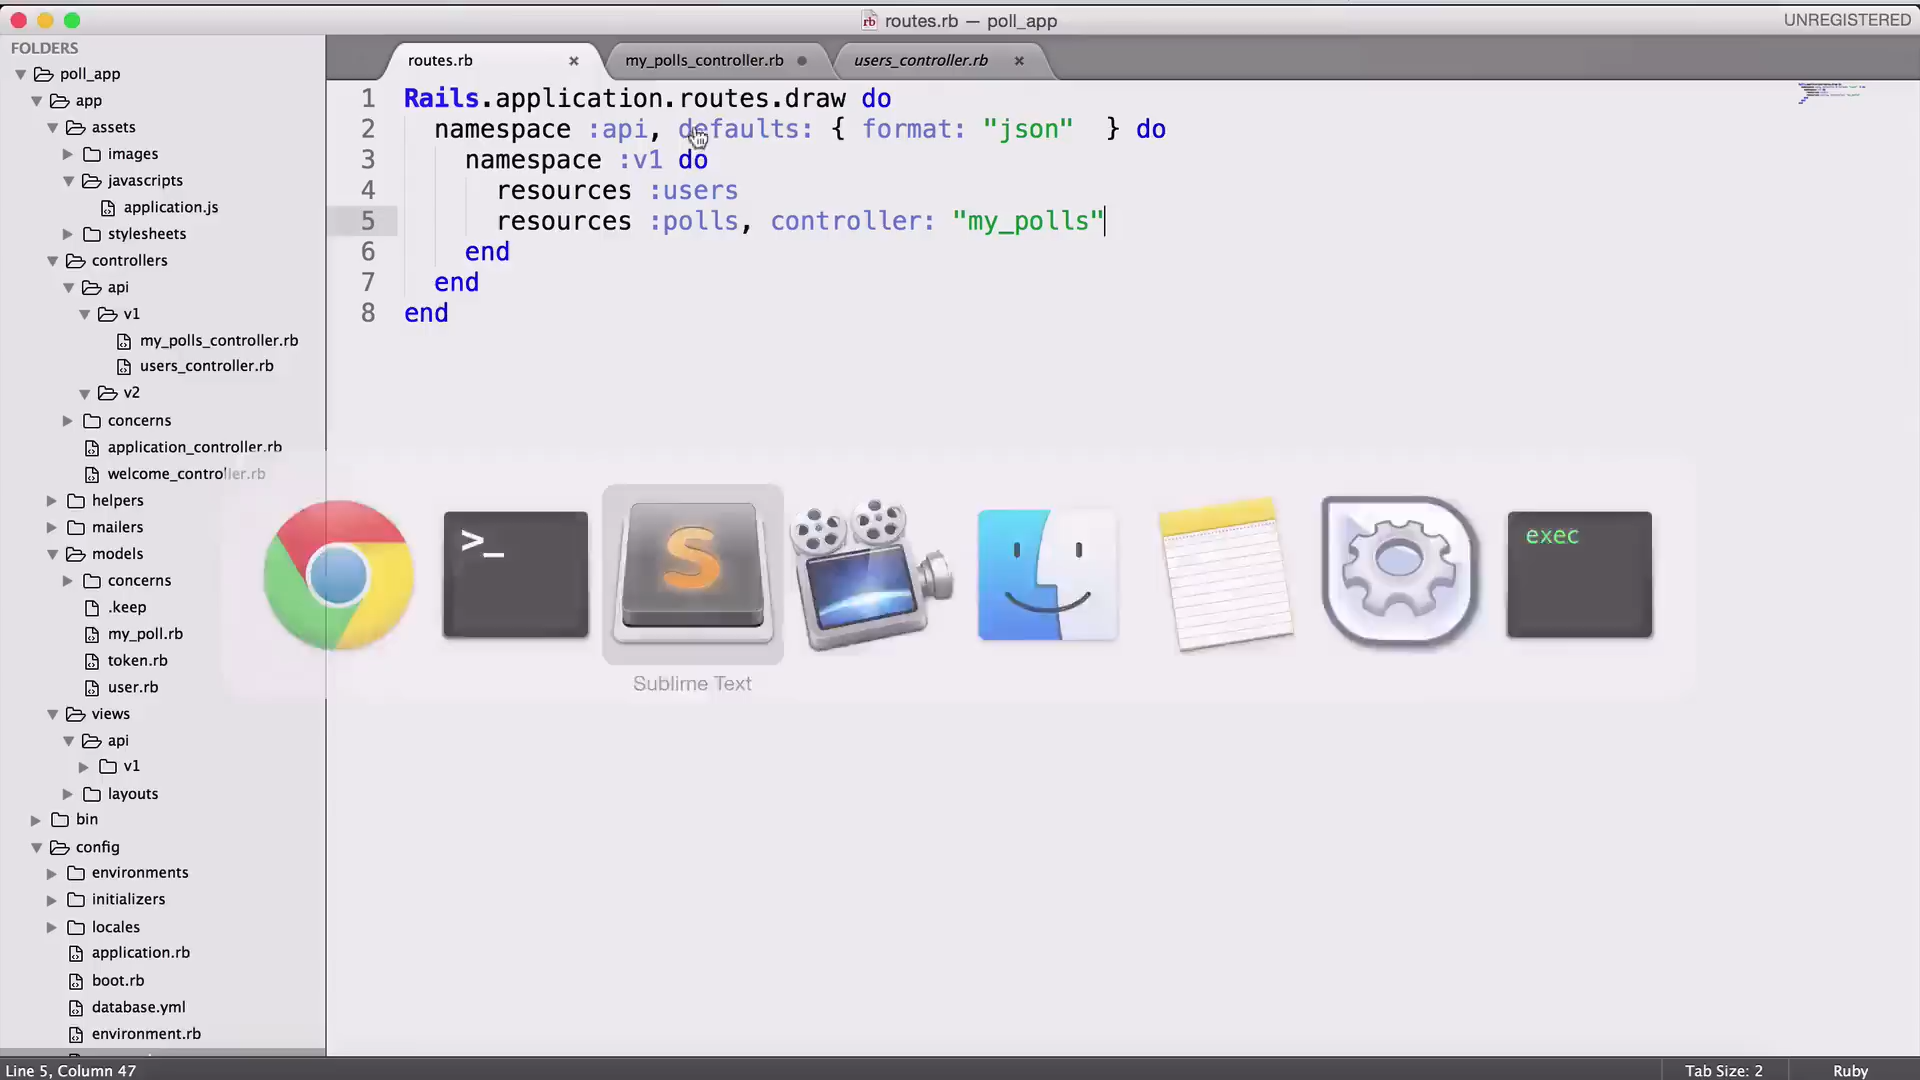 routes.rb — poll_app
UNREGISTERED
FOLDERS
poll_app
app
assets
images
javascripts
application.js
stylesheets
controllers
api
v1
my_polls_controller.rb
users_controller.rb
v2
concerns
application_controller.rb
welcome_controller.rb
helpers
mailers
models
concerns
.keep
my_poll.rb
token.rb
user.rb
views
api
v1
layouts
bin
config
environments
initializers
locales
application.rb
boot.rb
database.yml
environment.rb
routes.rb
my_polls_controller.rb
users_controller.rb
1 Rails.application.routes.draw do
2 namespace :api, defaults: { format: "json"  } do
3 namespace :v1 do
4 resources :users
5 resources :polls, controller: "my_polls"
6 end
7 end
8 end
>_
S
exec
Sublime Text
Line 5, Column 47
Tab Size: 2
Ruby